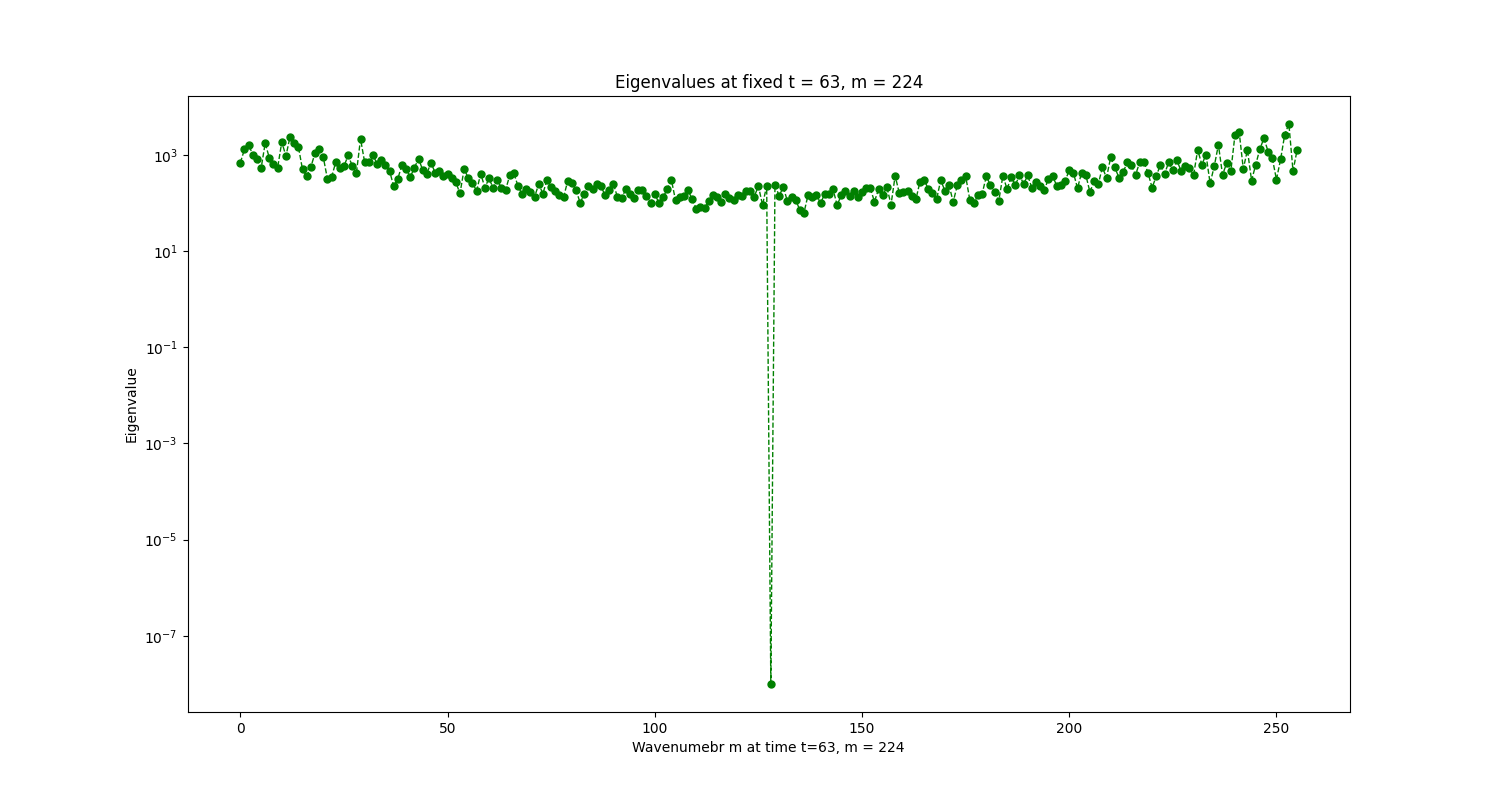 Eigenvalues at fixed t = 63, m = 224
10³
10¹
10⁻¹
10⁻³
10⁻⁵
10⁻⁷
Eigenvalue
0 50 100 150 200 250
Wavenumebr m at time t=63, m = 224